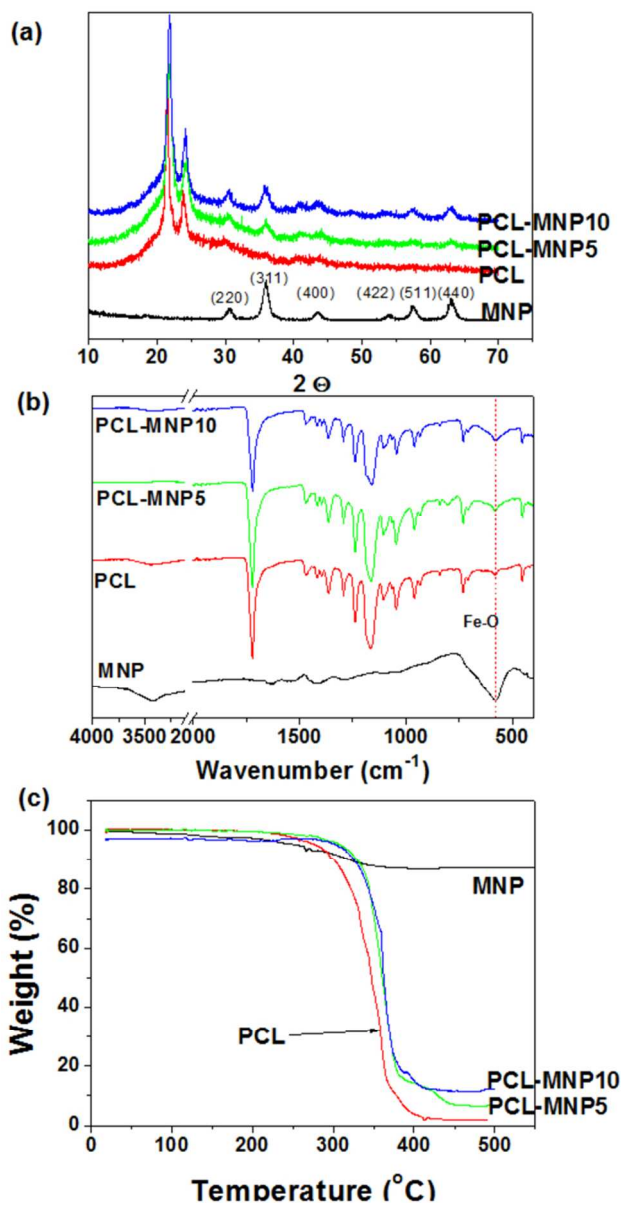 (a)
PCL-MNP10
PCL-MNP5
PCL
MNP
(220) (311) (400) (422) (511) (440)
10 20 30 40 50 60 70
2 Θ
(b)
PCL-MNP10
PCL-MNP5
PCL
MNP
Fe-O
4000 3500 2000 1500 1000 500
Wavenumber (cm⁻¹)
(c)
100
80
60
40
20
0
Weight (%)
MNP
PCL
PCL-MNP10
PCL-MNP5
0 100 200 300 400 500
Temperature (°C)